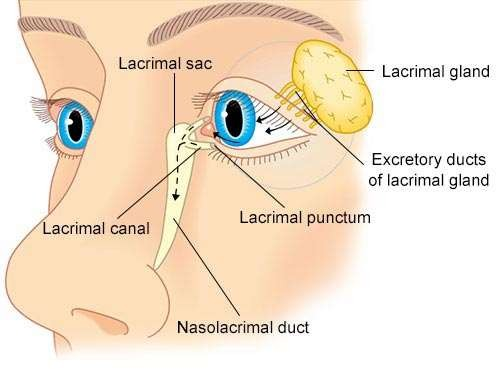 Lacrimal sac
Lacrimal gland
Excretory ducts
of lacrimal gland
Lacrimal punctum
Lacrimal canal
Nasolacrimal duct